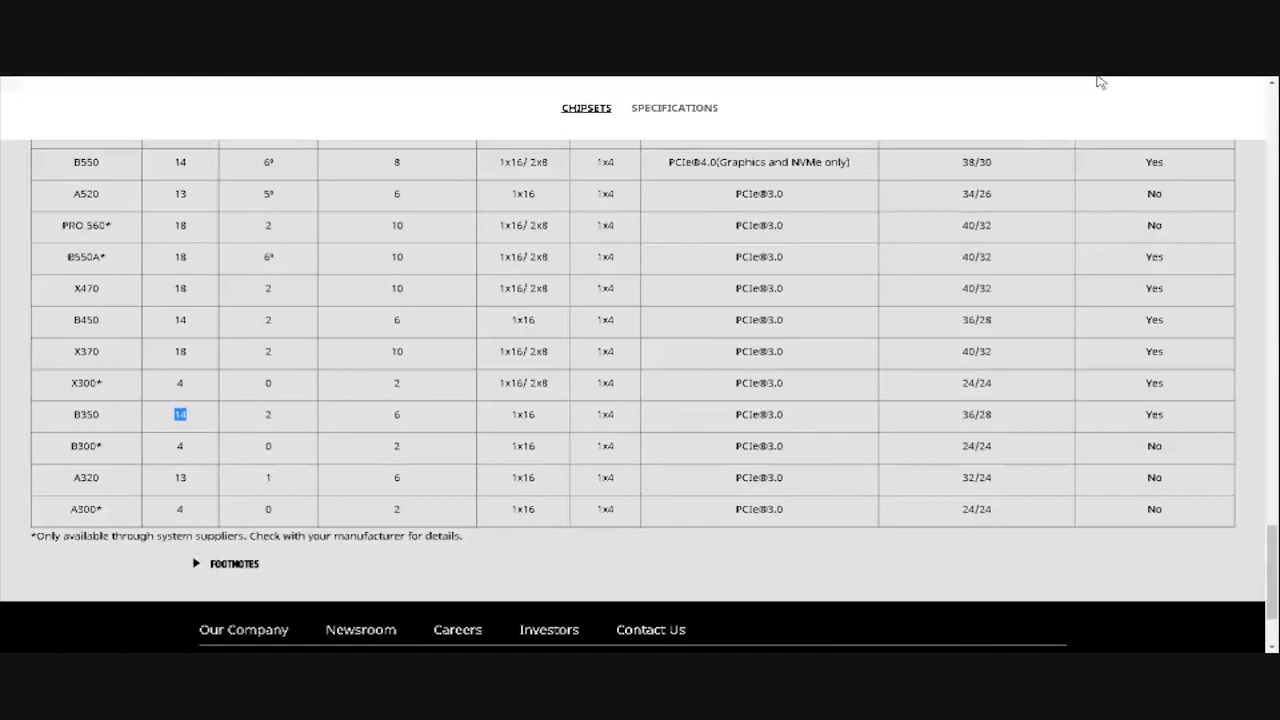 CHIPSETS SPECIFICATIONS
B550 14 6⁹ 8 1x16/ 2x8 1x4 PCIe®4.0(Graphics and NVMe only) 38/30 Yes
A520 13 5⁹ 6 1x16 1x4 PCIe®3.0 34/26 No
PRO 560* 18 2 10 1x16/ 2x8 1x4 PCIe®3.0 40/32 No
B550A* 18 6⁹ 10 1x16/ 2x8 1x4 PCIe®3.0 40/32 Yes
X470 18 2 10 1x16/ 2x8 1x4 PCIe®3.0 40/32 Yes
B450 14 2 6 1x16 1x4 PCIe®3.0 36/28 Yes
X370 18 2 10 1x16/ 2x8 1x4 PCIe®3.0 40/32 Yes
X300* 4 0 2 1x16/ 2x8 1x4 PCIe®3.0 24/24 Yes
B350 14 2 6 1x16 1x4 PCIe®3.0 36/28 Yes
B300* 4 0 2 1x16 1x4 PCIe®3.0 24/24 No
A320 13 1 6 1x16 1x4 PCIe®3.0 32/24 No
A300* 4 0 2 1x16 1x4 PCIe®3.0 24/24 No
*Only available through system suppliers. Check with your manufacturer for details.
FOOTNOTES
Our Company Newsroom Careers Investors Contact Us